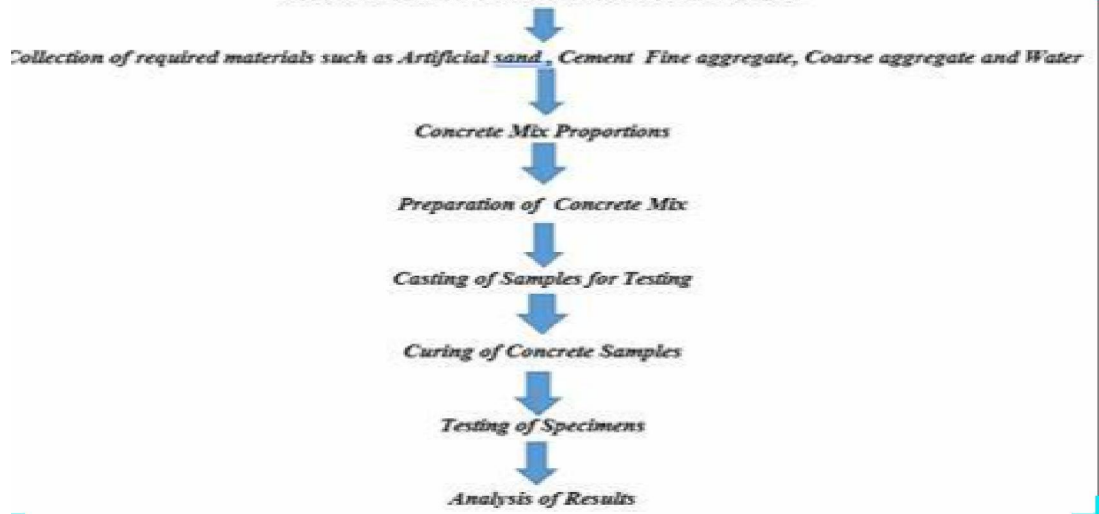 Collection of required materials such as Artificial sand , Cement Fine aggregate, Coarse aggregate and Water
Concrete Mix Proportions
Preparation of Concrete Mix
Casting of Samples for Testing
Curing of Concrete Samples
Testing of Specimens
Analysis of Results